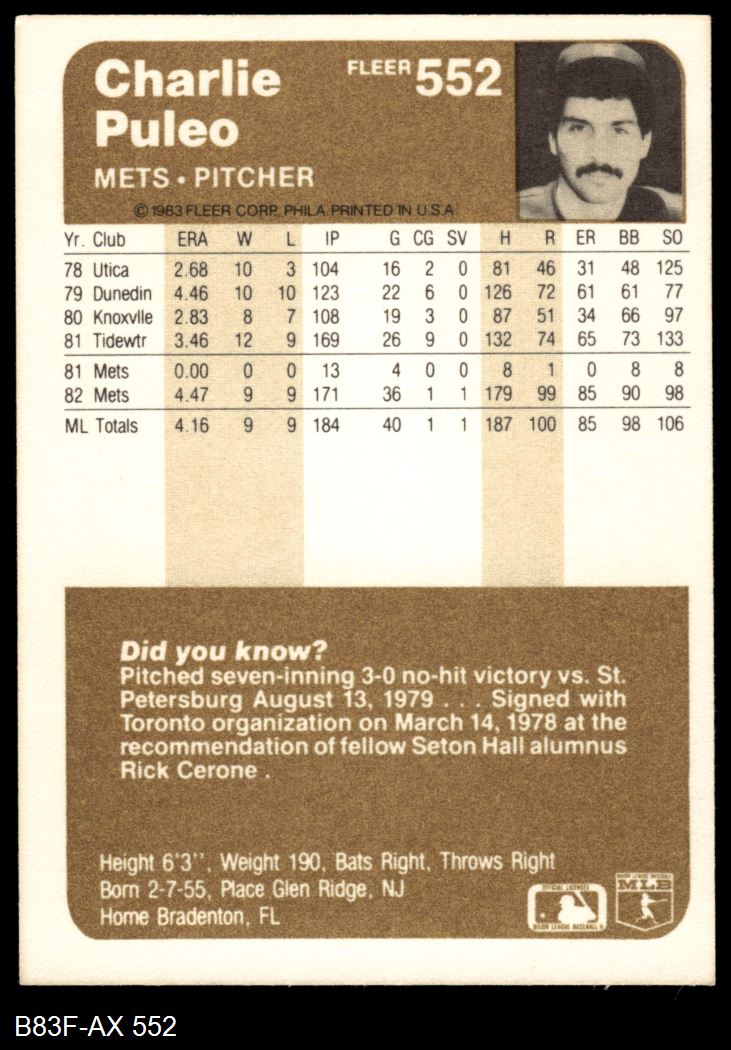 Charlie
Puleo
FLEER 552
METS • PITCHER
© 1983 FLEER CORP. PHILA. PRINTED IN U.S.A
Yr. Club ERA W L IP G CG SV H R ER BB SO
78 Utica 2.68 10 3 104 16 2 0 81 46 31 48 125
79 Dunedin 4.46 10 10 123 22 6 0 126 72 61 61 77
80 Knoxvlle 2.83 8 7 108 19 3 0 87 51 34 66 97
81 Tidewtr 3.46 12 9 169 26 9 0 132 74 65 73 133
81 Mets 0.00 0 0 13 4 0 0 8 1 0 8 8
82 Mets 4.47 9 9 171 36 1 1 179 99 85 90 98
ML Totals 4.16 9 9 184 40 1 1 187 100 85 98 106
Did you know?
Pitched seven-inning 3-0 no-hit victory vs. St.
Petersburg August 13, 1979 . . . Signed with
Toronto organization on March 14, 1978 at the
recommendation of fellow Seton Hall alumnus
Rick Cerone .
Height 6'3'', Weight 190, Bats Right, Throws Right
Born 2-7-55, Place Glen Ridge, NJ
Home Bradenton, FL
OFFICIAL LICENSEE
MAJOR LEAGUE BASEBALL
MAJOR LEAGUE BASEBALL
MLB
B83F-AX 552